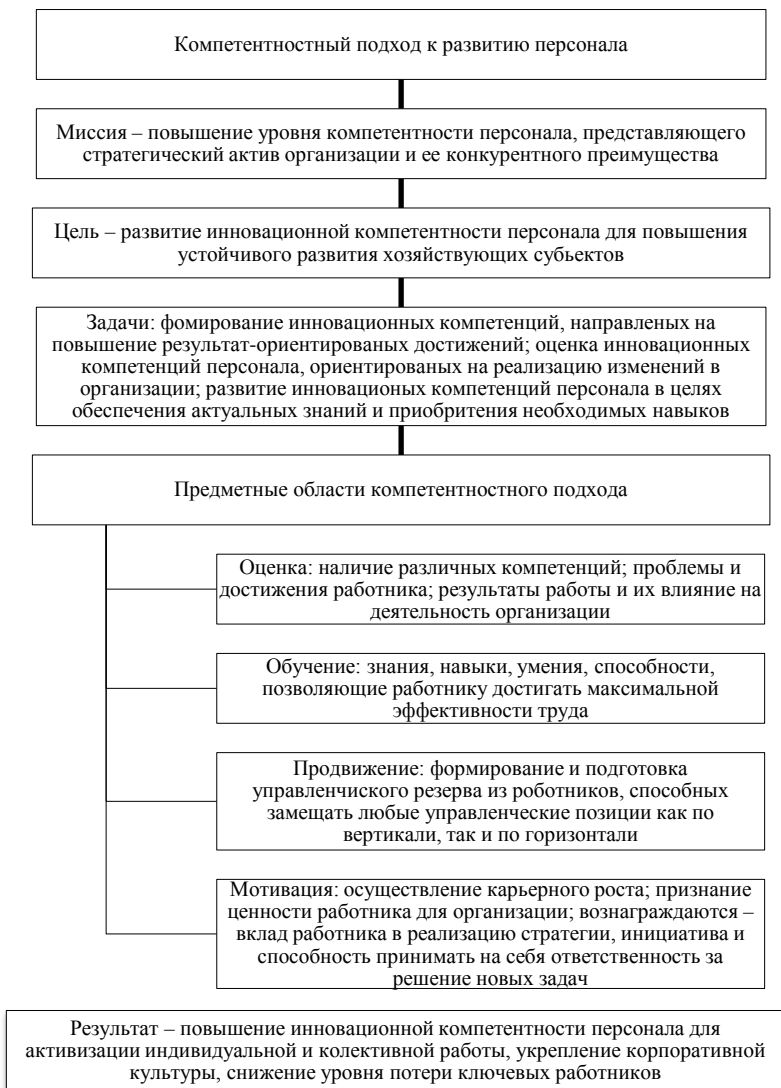 Компетентностный подход к развитию персонала
Миссия – повышение уровня компетентности персонала, представляющего
стратегический актив организации и ее конкурентного преимущества
Цель – развитие инновационной компетентности персонала для повышения
устойчивого развития хозяйствующих субъектов
Задачи: фомирование инновационных компетенций, направленых на
повышение результат-ориентированых достижений; оценка инновационных
компетенций персонала, ориентированых на реализацию изменений в
организации; развитие инновационых компетенций персонала в целях
обеспечения актуальных знаний и приобритения необходимых навыков
Предметные области компетентностного подхода
Оценка: наличие различных компетенций; проблемы и
достижения работника; результаты работы и их влияние на
деятельность организации
Обучение: знания, навыки, умения, способности,
позволяющие работнику достигать максимальной
эффективности труда
Продвижение: формирование и подготовка
управленчиского резерва из роботников, способных
замещать любые управленческие позиции как по
вертикали, так и по горизонтали
Мотивация: осуществление карьерного роста; признание
ценности работника для организации; вознаграждаются –
вклад работника в реализацию стратегии, инициатива и
способность принимать на себя ответственность за
решение новых задач
Результат – повышение инновационной компетентности персонала для
активизации индивидуальной и колективной работы, укрепление корпоративной
культуры, снижение уровня потери ключевых работников